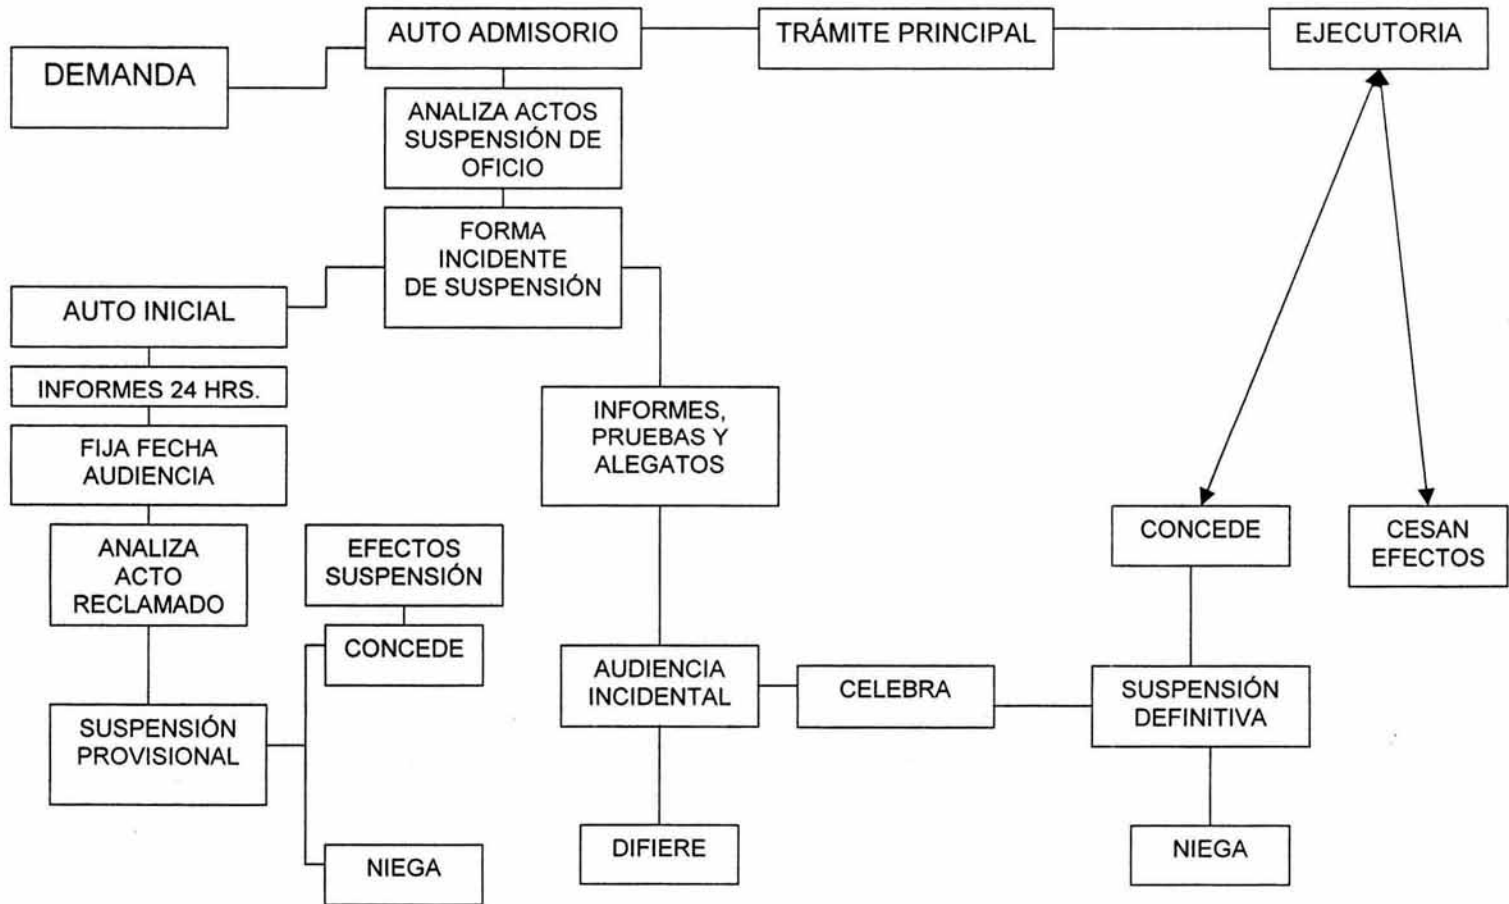 DEMANDA
AUTO ADMISORIO
TRÁMITE PRINCIPAL
EJECUTORIA
ANALIZA ACTOS
SUSPENSIÓN DE
OFICIO
FORMA
INCIDENTE
DE SUSPENSIÓN
AUTO INICIAL
INFORMES 24 HRS.
FIJA FECHA
AUDIENCIA
ANALIZA
ACTO
RECLAMADO
SUSPENSIÓN
PROVISIONAL
EFECTOS
SUSPENSIÓN
CONCEDE
NIEGA
INFORMES,
PRUEBAS Y
ALEGATOS
AUDIENCIA
INCIDENTAL
DIFIERE
CELEBRA
CONCEDE
SUSPENSIÓN
DEFINITIVA
NIEGA
CESAN
EFECTOS